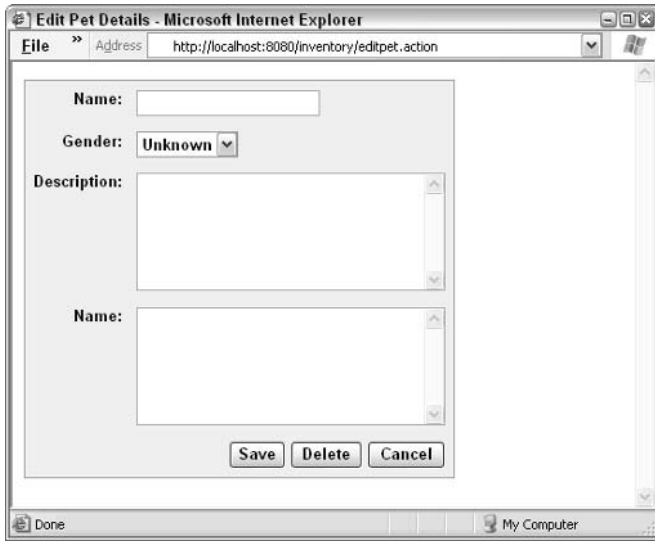 Edit Pet Details - Microsoft Internet Explorer
File » Address http://localhost:8080/inventory/editpet.action
Name:
Gender: Unknown
Description:
Name:
Save Delete Cancel
Done My Computer